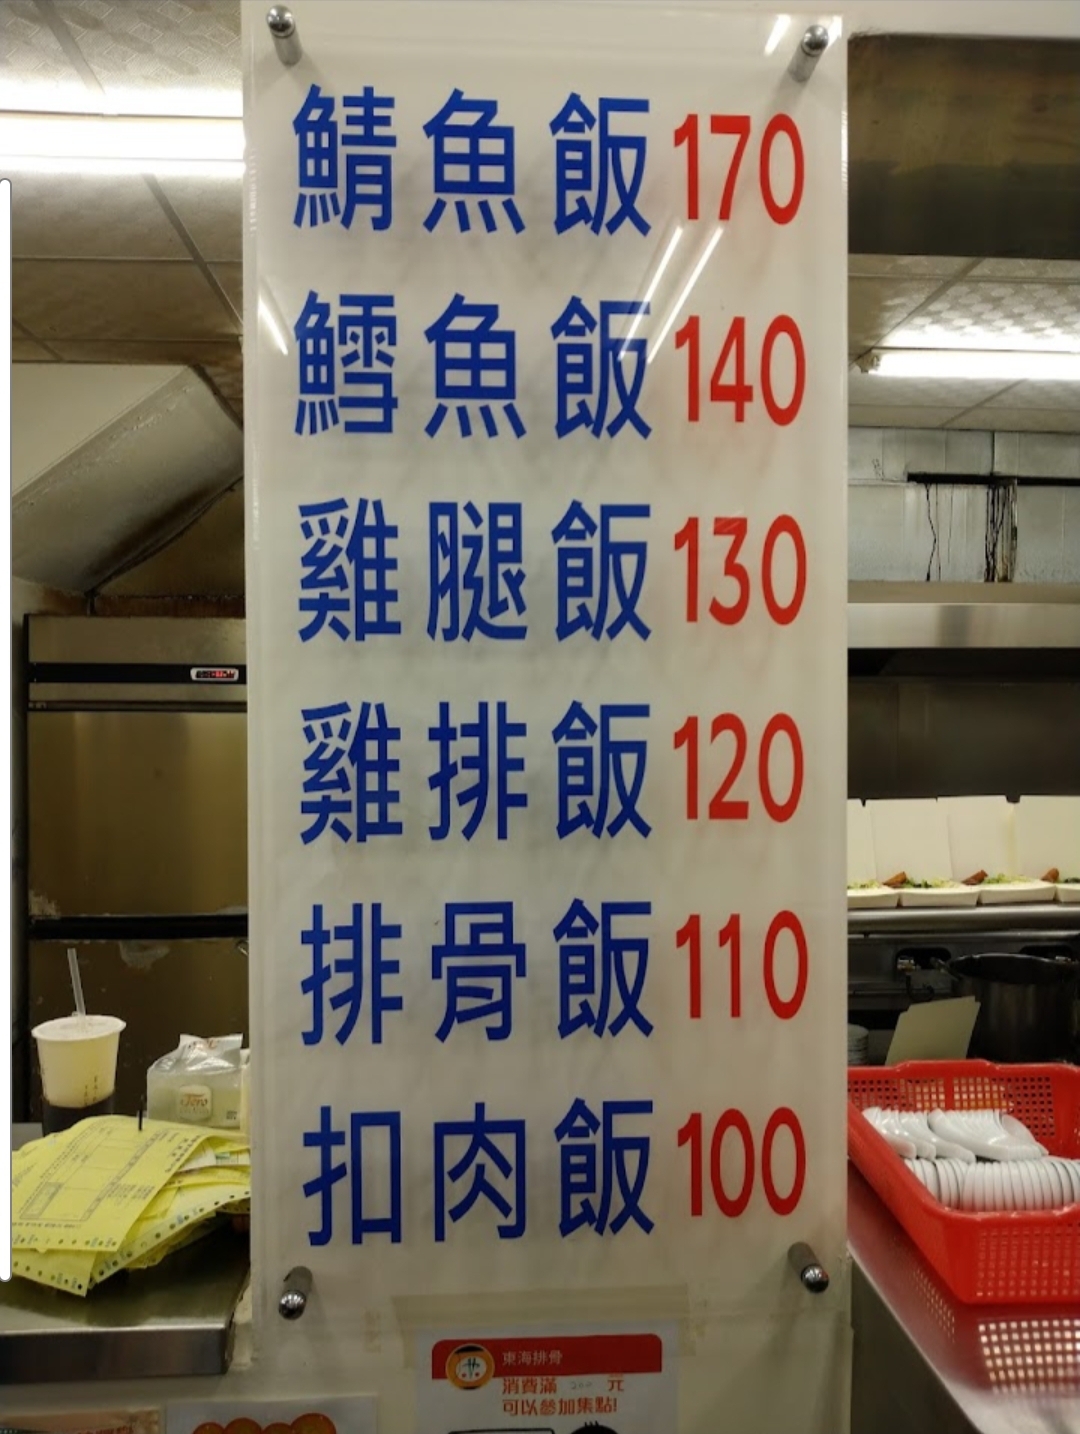 鯖魚飯 170
鱈魚飯 140
雞腿飯 130
雞排飯 120
排骨飯 110
扣肉飯 100
東海排骨
消費滿 元
可以參加集點!